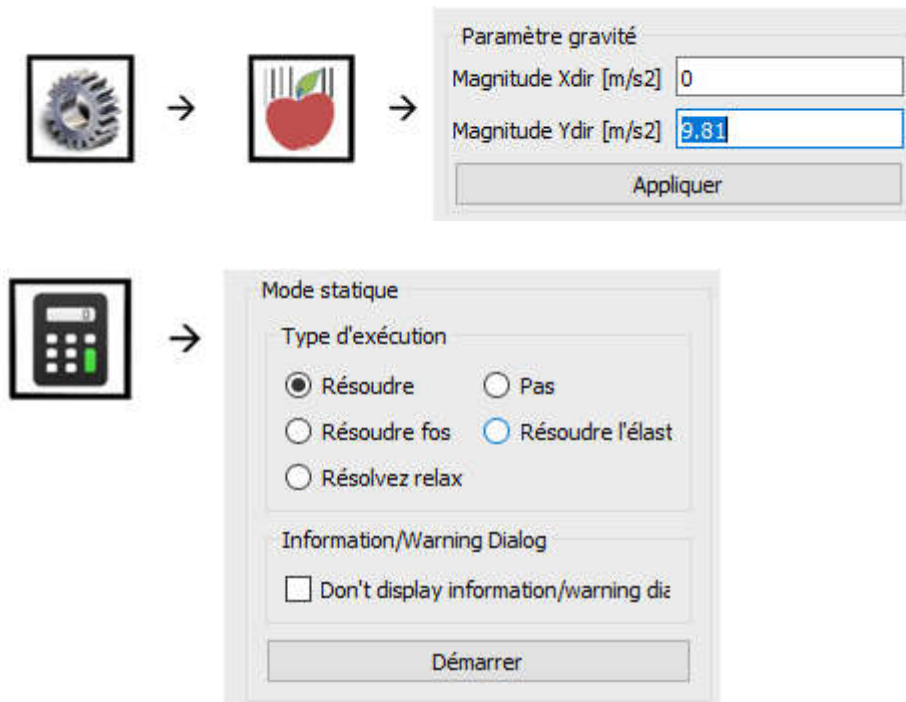 Paramètre gravité
Magnitude Xdir [m/s2] 0
Magnitude Ydir [m/s2] 9.81
Appliquer
0
Mode statique
Type d'exécution
Résoudre Pas
Résoudre fos Résoudre l'élast
Résolvez relax
Information/Warning Dialog
Don't display information/warning dia
Démarrer